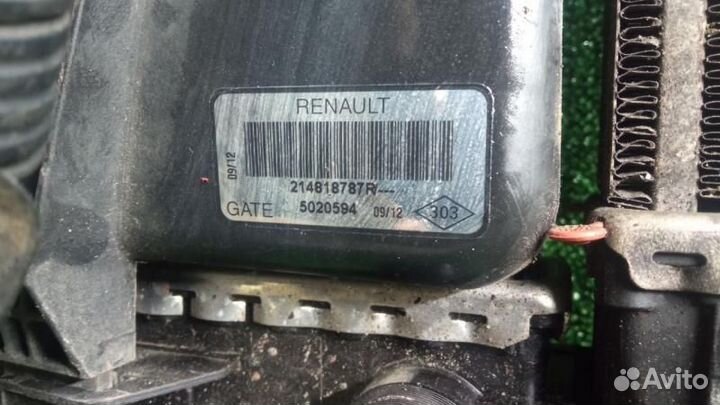 RENAULT
09/12
214818787R/---
GATE 5020594 09/12 303
Avito